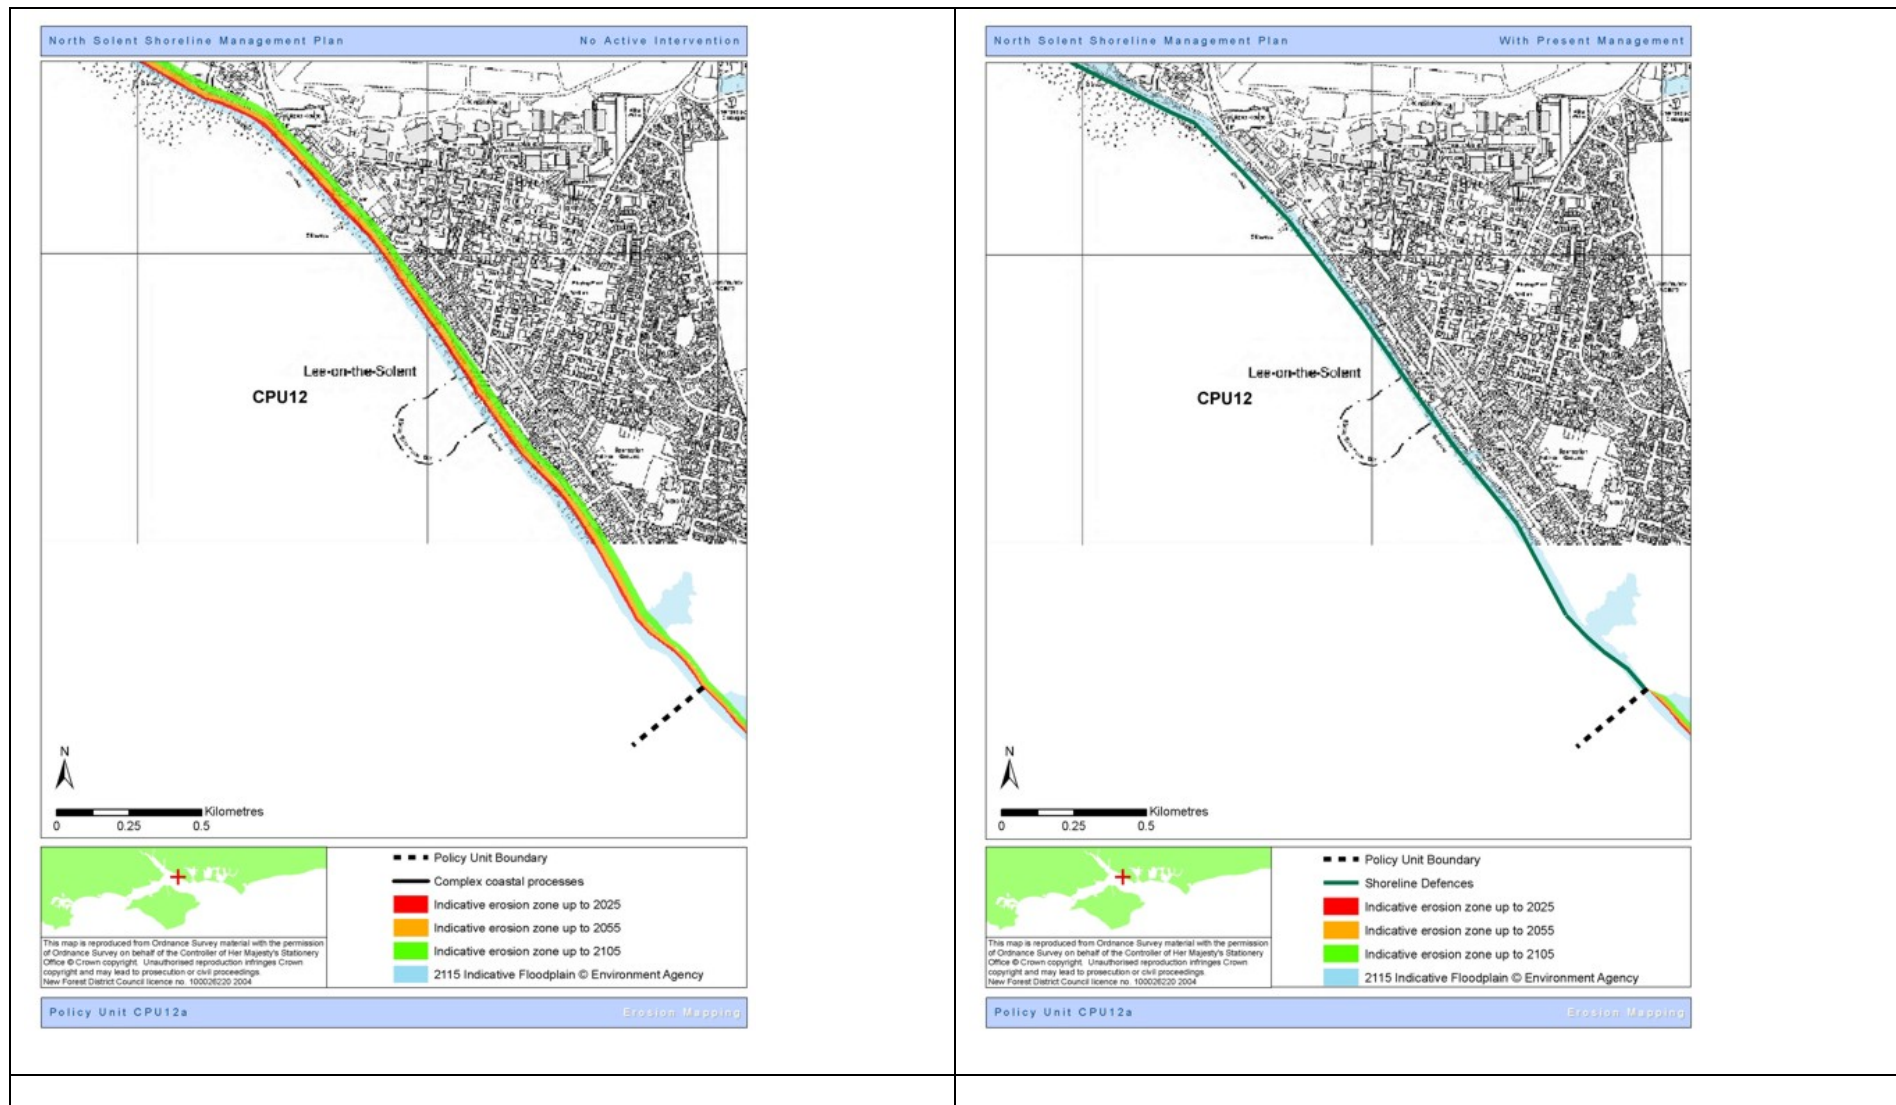 North Solent Shoreline Management Plan
No Active Intervention
Lee-on-the-Solent
CPU12
N
Kilometres
0 0.25 0.5
Policy Unit Boundary
Complex coastal processes
Indicative erosion zone up to 2025
Indicative erosion zone up to 2055
Indicative erosion zone up to 2105
2115 Indicative Floodplain © Environment Agency
This map is reproduced from Ordnance Survey material with the permission
of Ordnance Survey on behalf of the Controller of Her Majesty's Stationery
Office © Crown copyright. Unauthorised reproduction infringes Crown
copyright and may lead to prosecution or civil proceedings.
New Forest District Council licence no. 100026220 2004
Policy Unit CPU12a
Erosion Mapping
North Solent Shoreline Management Plan
With Present Management
Lee-on-the-Solent
CPU12
N
Kilometres
0 0.25 0.5
Policy Unit Boundary
Shoreline Defences
Indicative erosion zone up to 2025
Indicative erosion zone up to 2055
Indicative erosion zone up to 2105
2115 Indicative Floodplain © Environment Agency
This map is reproduced from Ordnance Survey material with the permission
of Ordnance Survey on behalf of the Controller of Her Majesty's Stationery
Office © Crown copyright. Unauthorised reproduction infringes Crown
copyright and may lead to prosecution or civil proceedings.
New Forest District Council licence no. 100026220 2004
Policy Unit CPU12a
Erosion Mapping